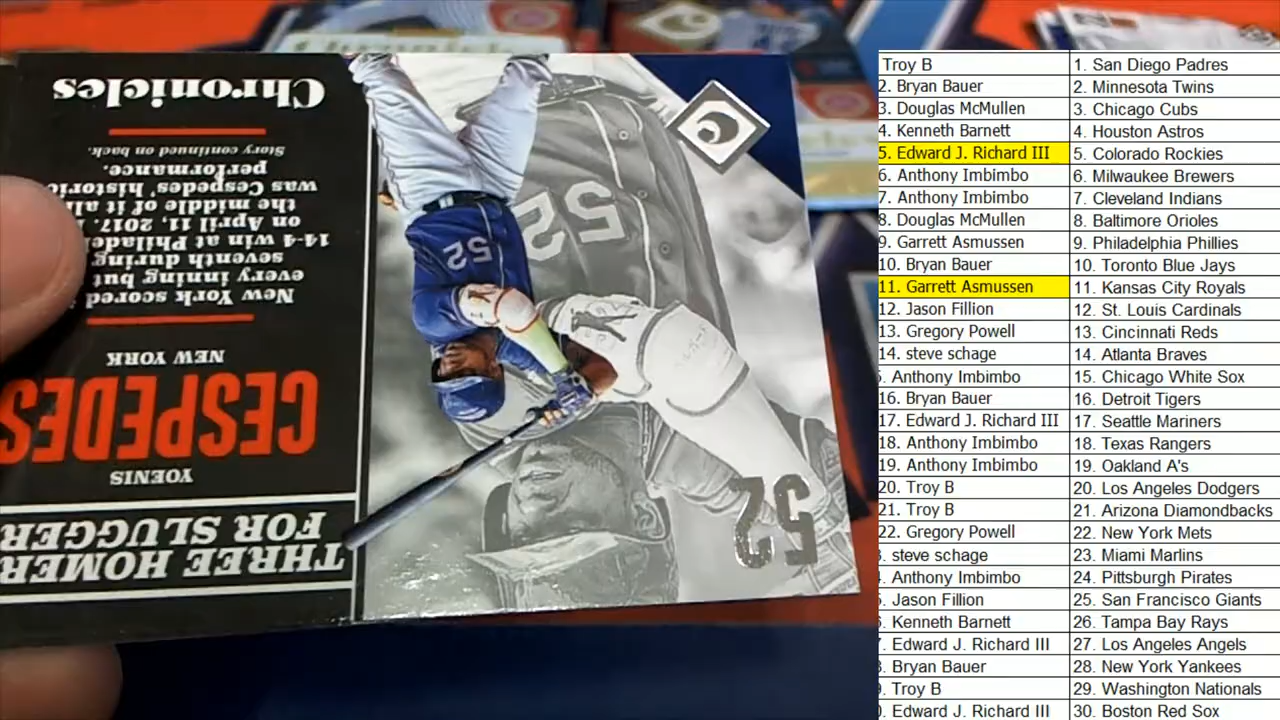 THREE HOMER
FOR SLUGGER
YOENIS
CESPEDES
NEW YORK
New York scored
every inning but
seventh during
14-4 win at Philadel
on April 11, 2017.
the middle of it all
was Cespedes' historic
performance.
Story continued on back.
Chronicles
52
52
52
Troy B 1. San Diego Padres
2. Bryan Bauer 2. Minnesota Twins
3. Douglas McMullen 3. Chicago Cubs
4. Kenneth Barnett 4. Houston Astros
5. Edward J. Richard III 5. Colorado Rockies
6. Anthony Imbimbo 6. Milwaukee Brewers
7. Anthony Imbimbo 7. Cleveland Indians
8. Douglas McMullen 8. Baltimore Orioles
9. Garrett Asmussen 9. Philadelphia Phillies
10. Bryan Bauer 10. Toronto Blue Jays
11. Garrett Asmussen 11. Kansas City Royals
12. Jason Fillion 12. St. Louis Cardinals
13. Gregory Powell 13. Cincinnati Reds
14. steve schage 14. Atlanta Braves
. Anthony Imbimbo 15. Chicago White Sox
16. Bryan Bauer 16. Detroit Tigers
17. Edward J. Richard III 17. Seattle Mariners
18. Anthony Imbimbo 18. Texas Rangers
19. Anthony Imbimbo 19. Oakland A's
20. Troy B 20. Los Angeles Dodgers
21. Troy B 21. Arizona Diamondbacks
22. Gregory Powell 22. New York Mets
. steve schage 23. Miami Marlins
. Anthony Imbimbo 24. Pittsburgh Pirates
. Jason Fillion 25. San Francisco Giants
. Kenneth Barnett 26. Tampa Bay Rays
. Edward J. Richard III 27. Los Angeles Angels
. Bryan Bauer 28. New York Yankees
. Troy B 29. Washington Nationals
. Edward J. Richard III 30. Boston Red Sox